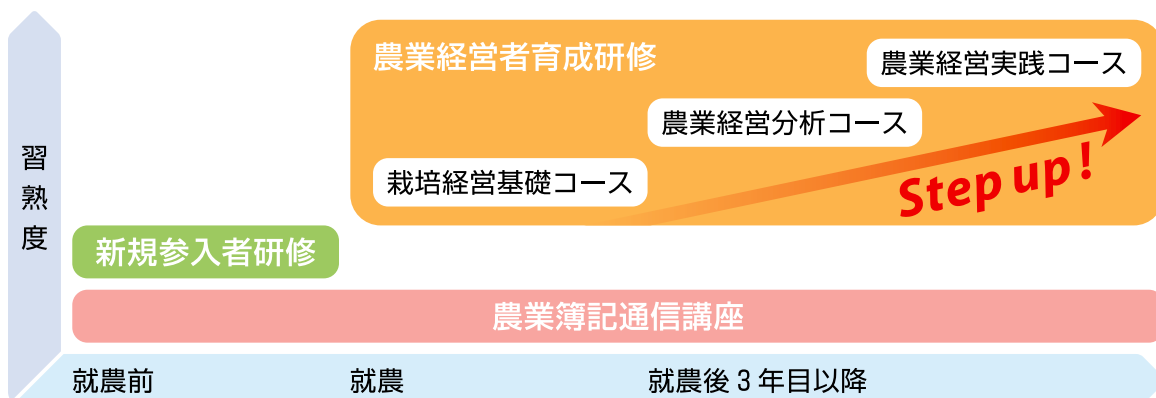 農業経営者育成研修
農業経営実践コース
農業経営分析コース
栽培経営基礎コース
Step up!
習熟度
新規参入者研修
農業簿記通信講座
就農前
就農
就農後3年目以降